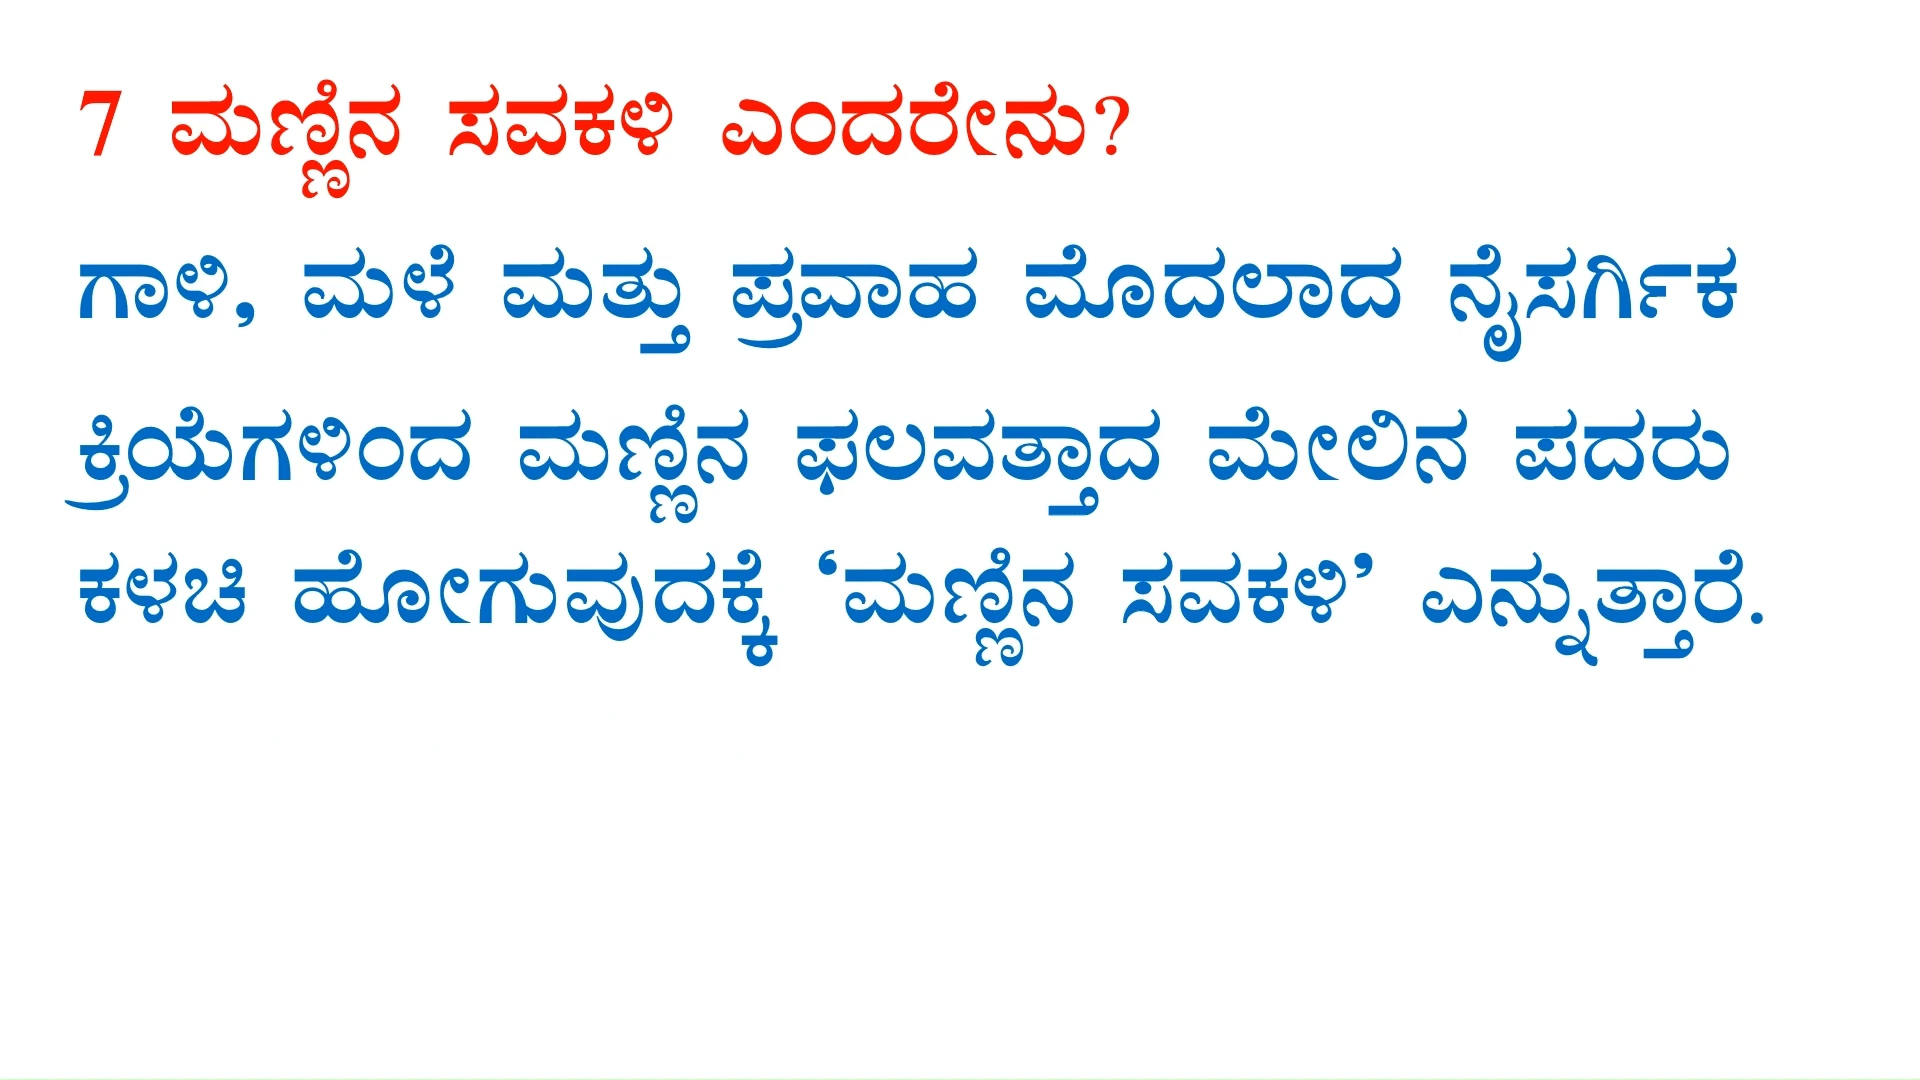 7 ಮಣ್ಣಿನ ಸವಕಳಿ ಎಂದರೇನು?
ಗಾಳಿ, ಮಳೆ ಮತ್ತು ಪ್ರವಾಹ ಮೊದಲಾದ ನೈಸರ್ಗಿಕ
ಕ್ರಿಯೆಗಳಿಂದ ಮಣ್ಣಿನ ಫಲವತ್ತಾದ ಮೇಲಿನ ಪದರು
ಕಳಚಿ ಹೋಗುವುದಕ್ಕೆ ‘ಮಣ್ಣಿನ ಸವಕಳಿ’ ಎನ್ನುತ್ತಾರೆ.